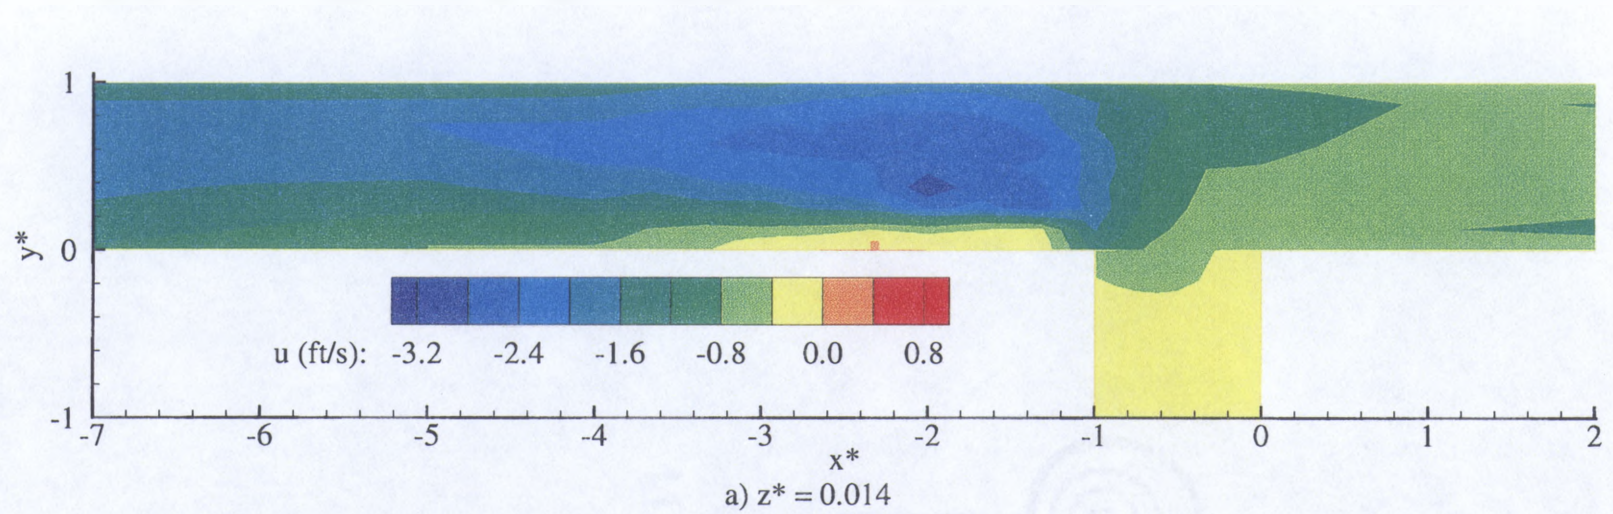 1
0
-1
y*
u (ft/s): -3.2 -2.4 -1.6 -0.8 0.0 0.8
-7 -6 -5 -4 -3 -2 -1 0 1 2
x*
a) z* = 0.014